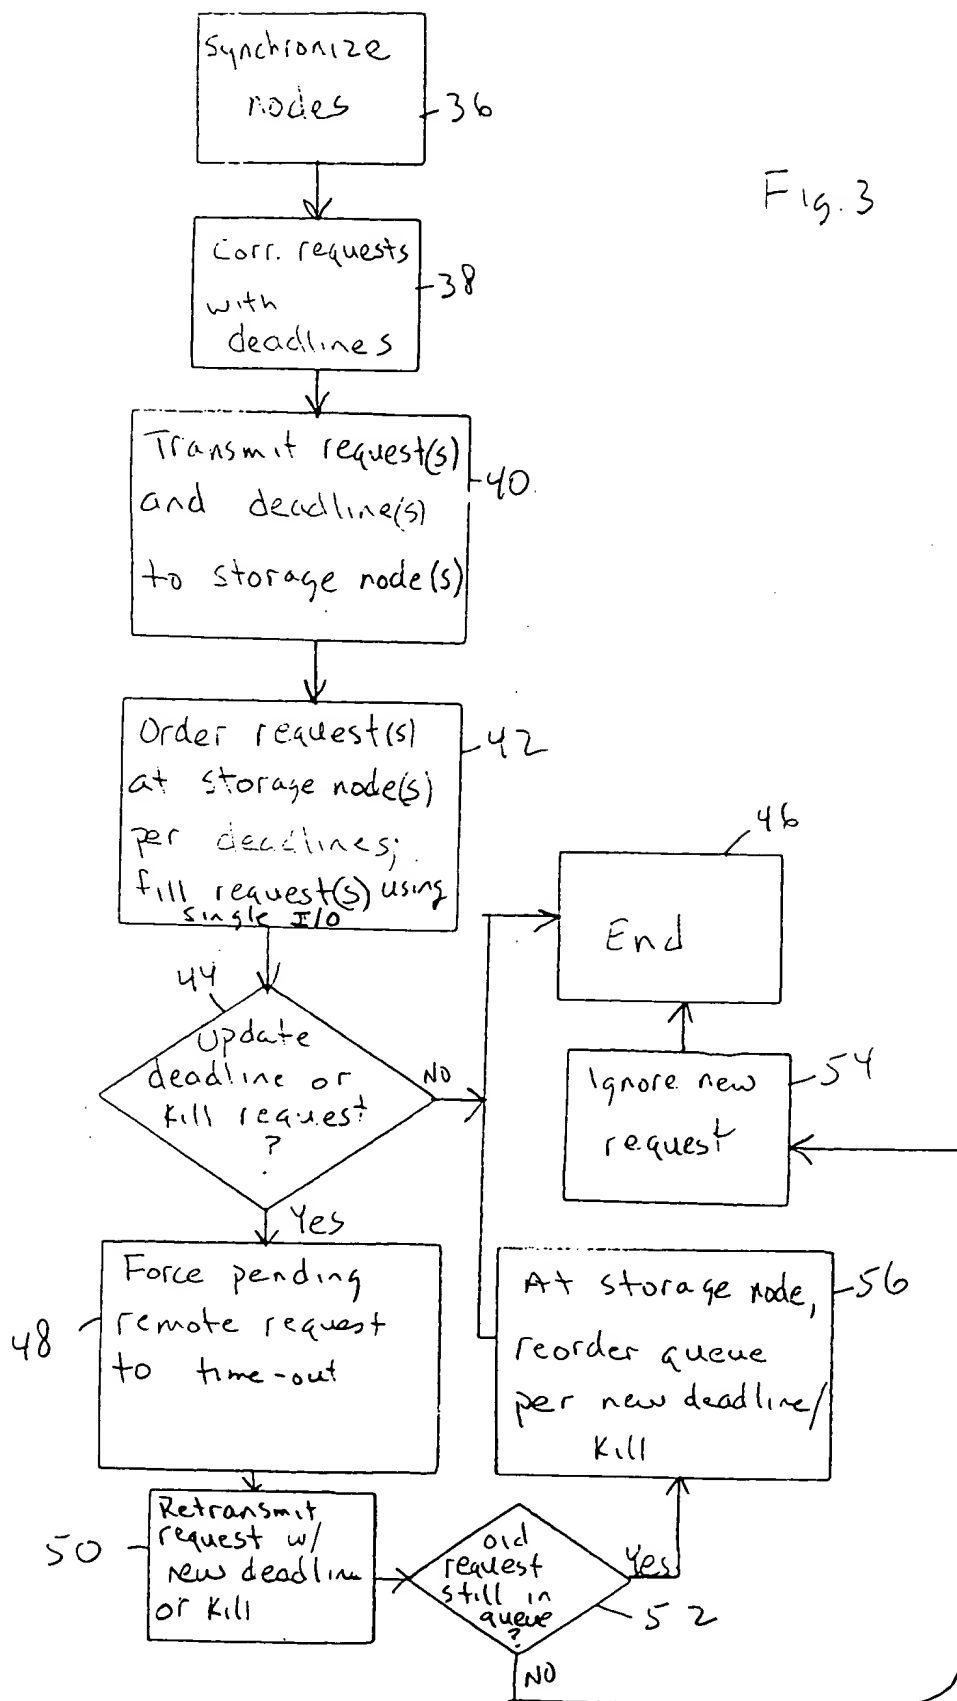 Synchronize
nodes
36
Fig. 3
Corr. requests
with
deadlines
38
Transmit request(s)
and deadline(s)
to storage node(s)
40
Order request(s)
at storage node(s)
per deadlines;
fill request(s) using
single I/O
42
46
End
44
Update
deadline or
kill request
?
NO
Ignore new
request
54
Yes
Force pending
remote request
to time-out
48
At storage node,
reorder queue
per new deadline/
kill
56
Retransmit
request w/
new deadline
or kill
50
old
request
still in
queue
?
Yes
52
NO